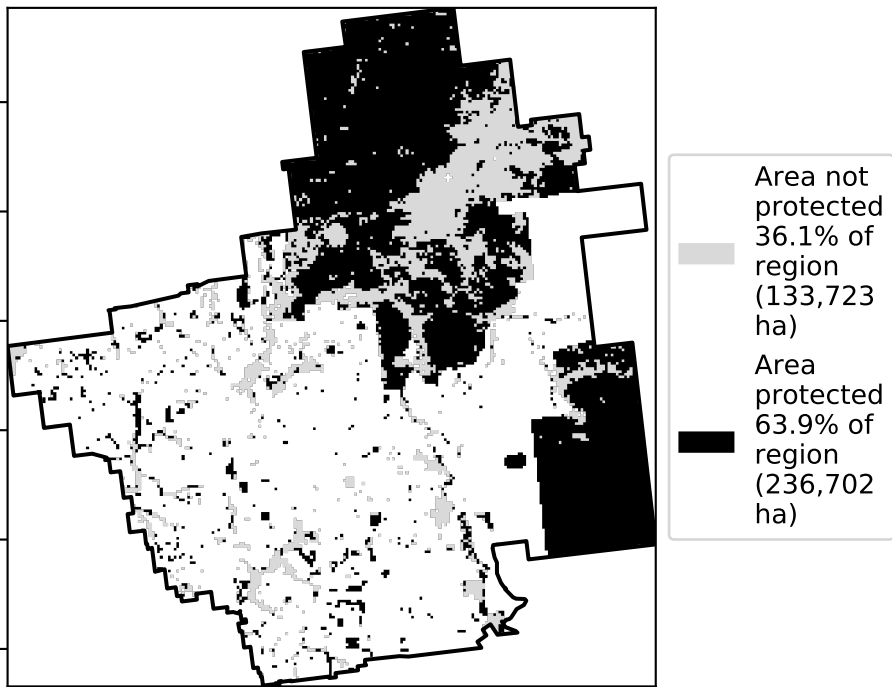 Area not
protected
36.1% of
region
(133,723
ha)
Area
protected
63.9% of
region
(236,702
ha)